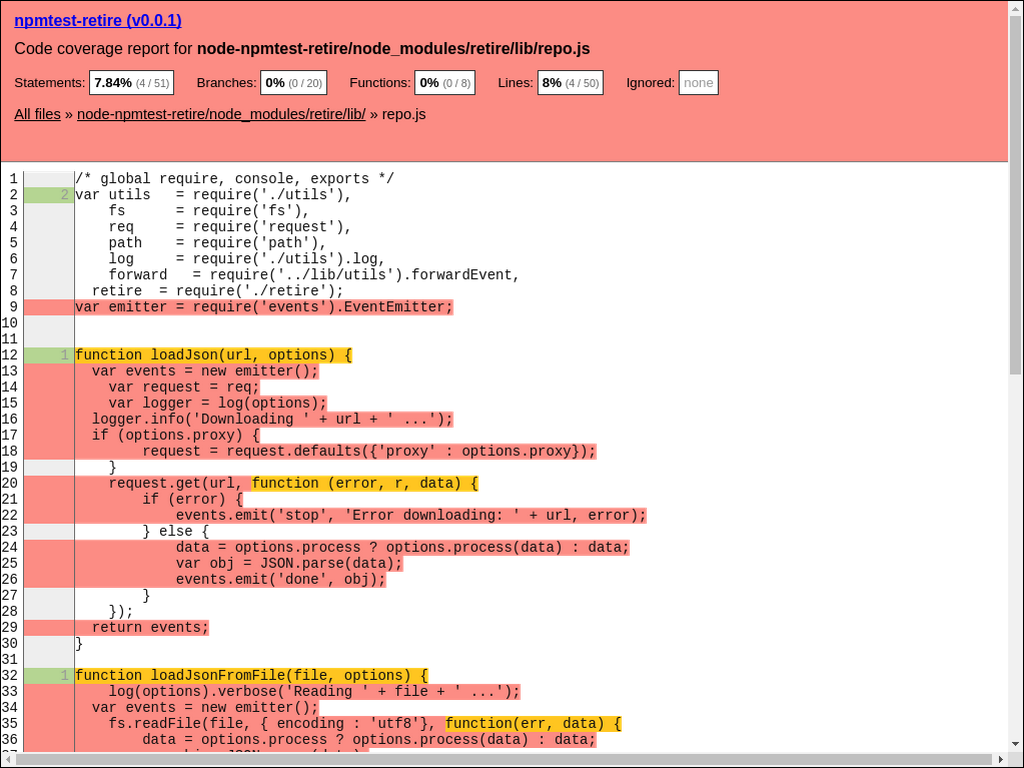 npmtest-retire (v0.0.1)
Code coverage report for node-npmtest-retire/node_modules/retire/lib/repo.js
Statements: 7.84% (4 / 51) Branches: 0% (0 / 20) Functions: 0% (0 / 8) Lines: 8% (4 / 50) Ignored: none
All files » node-npmtest-retire/node_modules/retire/lib/ » repo.js
1 /* global require, console, exports */
2 2 var utils   = require('./utils'),
3     fs      = require('fs'),
4     req     = require('request'),
5     path    = require('path'),
6     log     = require('./utils').log,
7     forward   = require('../lib/utils').forwardEvent,
8   retire  = require('./retire');
9 var emitter = require('events').EventEmitter;
10
11
12 1 function loadJson(url, options) {
13   var events = new emitter();
14     var request = req;
15     var logger = log(options);
16   logger.info('Downloading ' + url + ' ...');
17   if (options.proxy) {
18         request = request.defaults({'proxy' : options.proxy});
19     }
20     request.get(url, function (error, r, data) {
21         if (error) {
22             events.emit('stop', 'Error downloading: ' + url, error);
23         } else {
24             data = options.process ? options.process(data) : data;
25             var obj = JSON.parse(data);
26             events.emit('done', obj);
27         }
28     });
29   return events;
30 }
31
32 1 function loadJsonFromFile(file, options) {
33     log(options).verbose('Reading ' + file + ' ...');
34   var events = new emitter();
35     fs.readFile(file, { encoding : 'utf8'}, function(err, data) {
36         data = options.process ? options.process(data) : data;